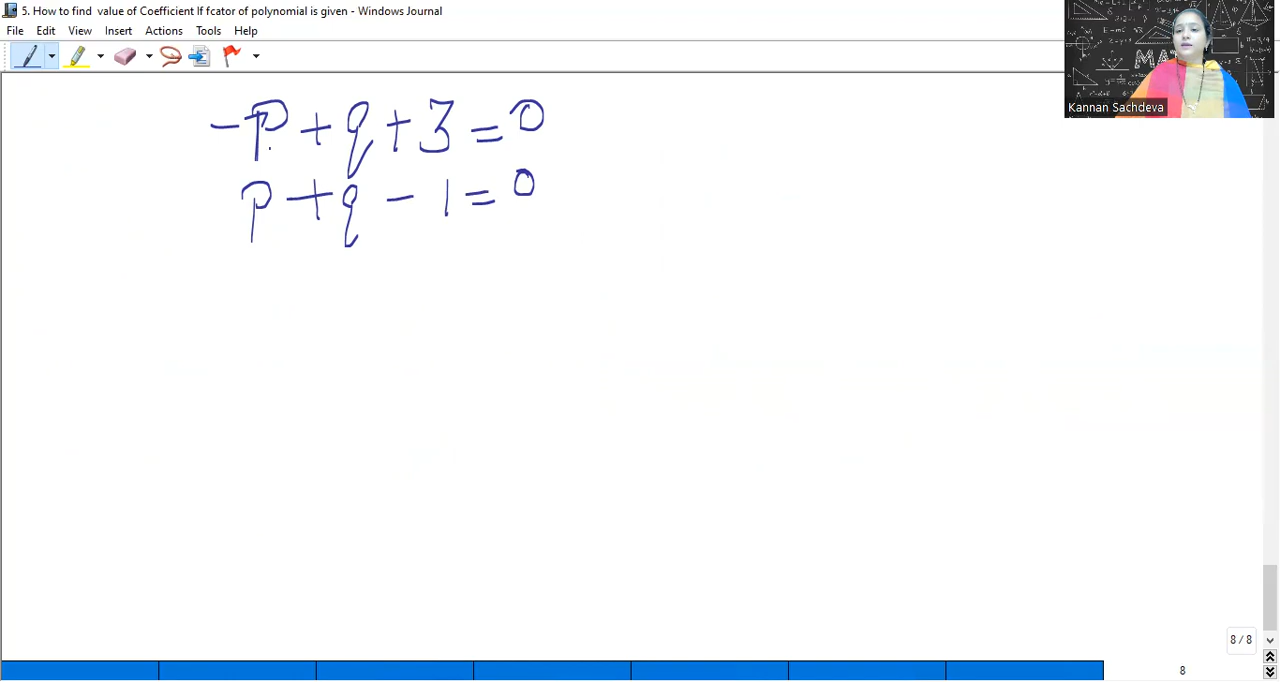 5. How to find  value of Coefficient If fcator of polynomial is given - Windows Journal
File Edit View Insert Actions Tools Help
MA
Kannan Sachdeva
-p + q + 3 = 0
p + q - 1 = 0
8 / 8
8